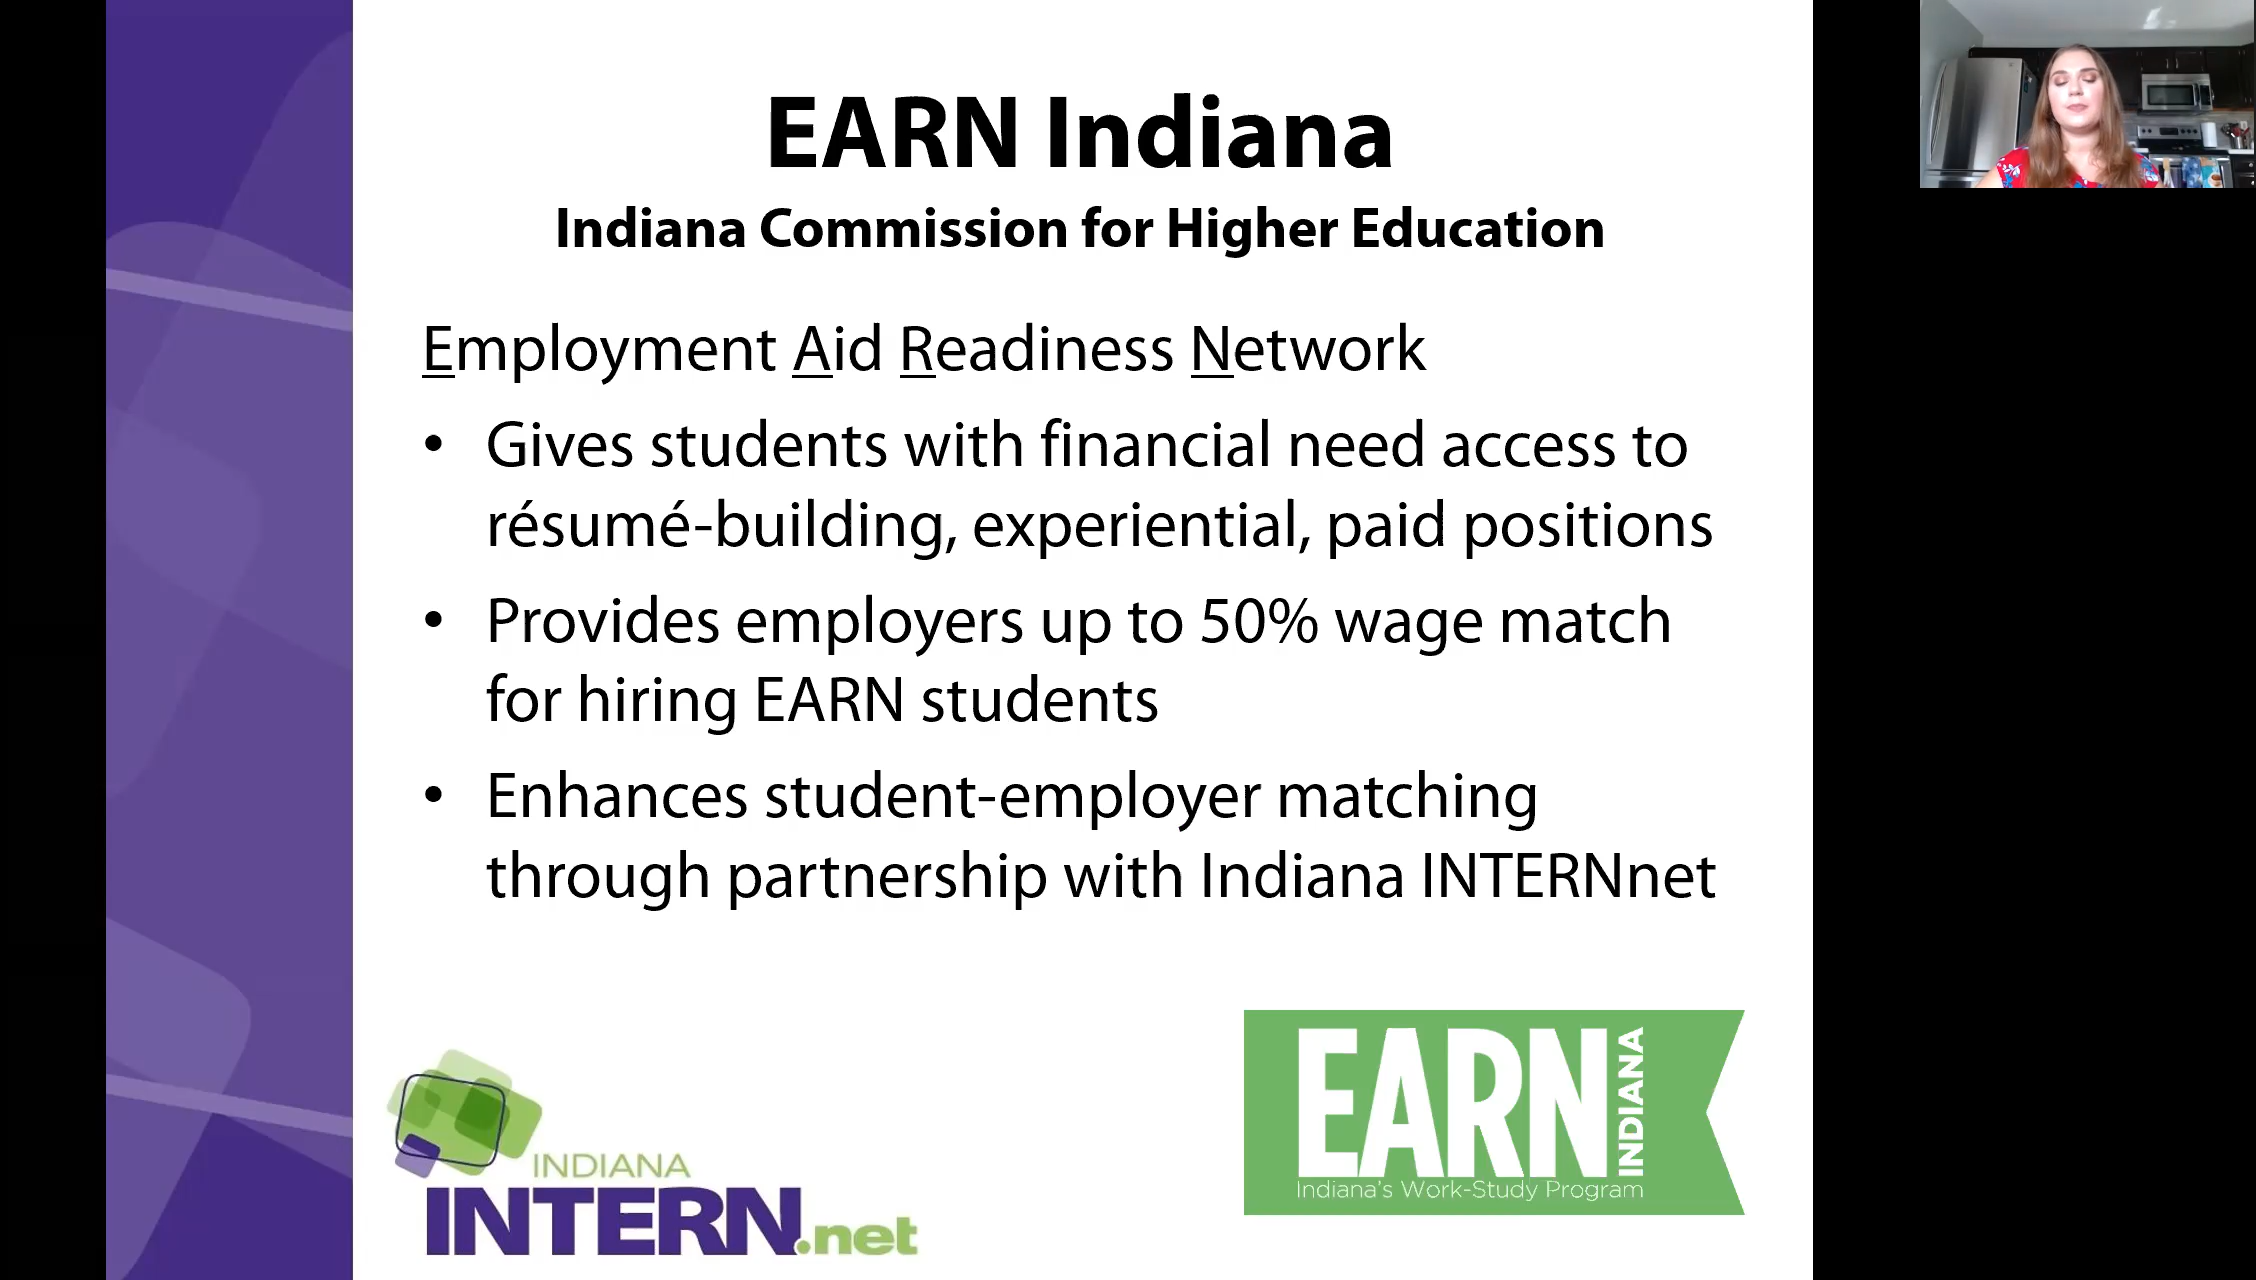 EARN Indiana
Indiana Commission for Higher Education
Employment Aid Readiness Network
• Gives students with financial need access to
résumé-building, experiential, paid positions
• Provides employers up to 50% wage match
for hiring EARN students
• Enhances student-employer matching
through partnership with Indiana INTERNnet
INDIANA
INTERN.net
EARN INDIANA
Indiana's Work-Study Program